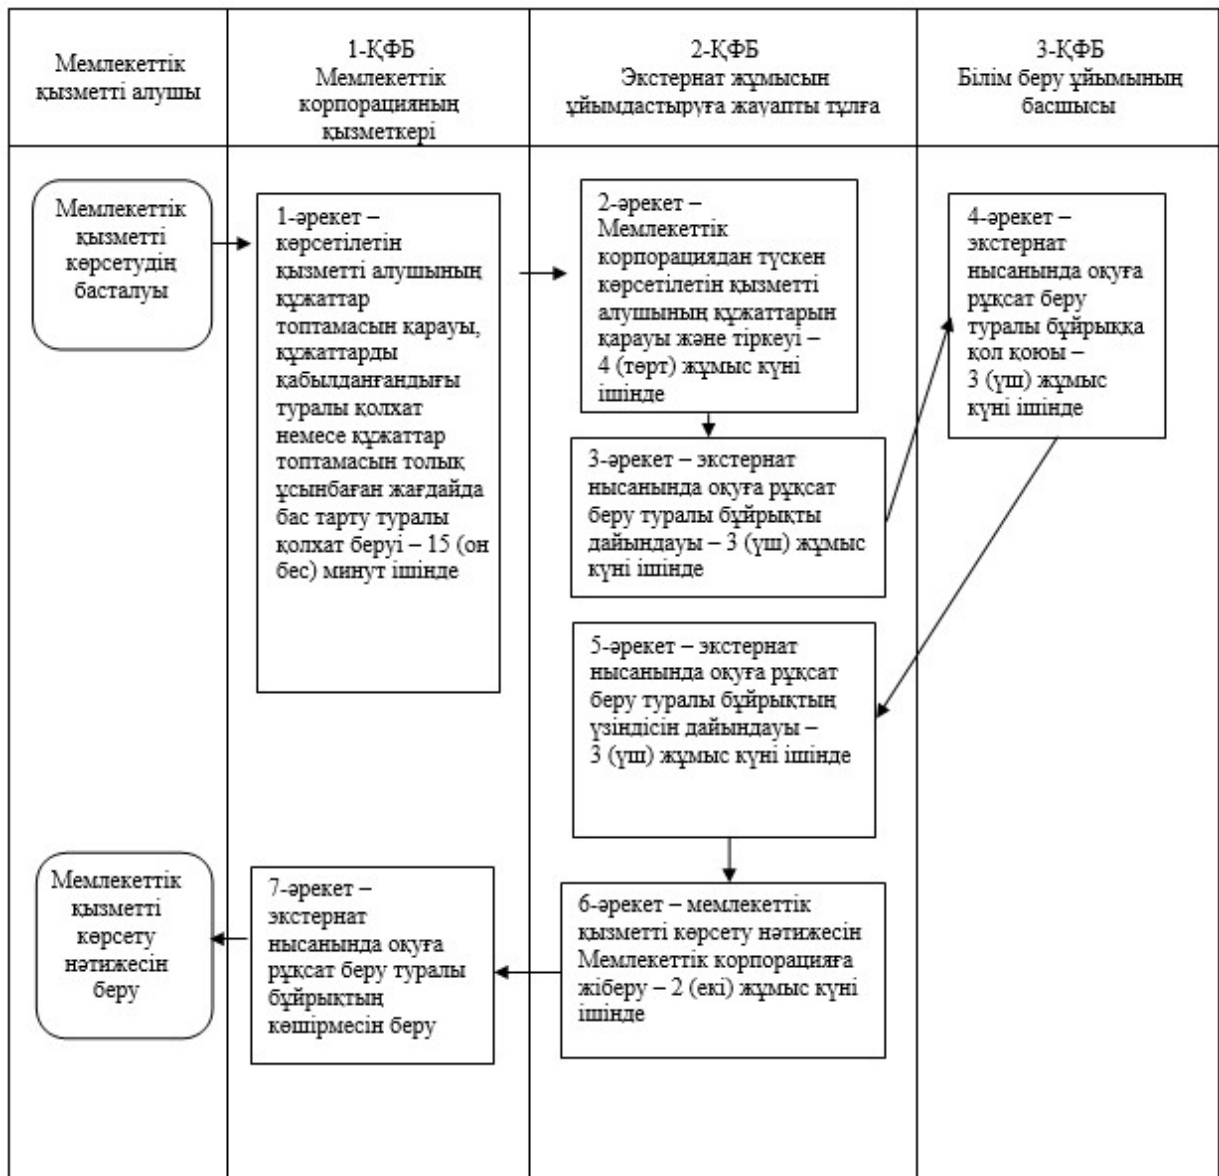 Мемлекеттік
қызметті алушы
1-ҚФБ
Мемлекеттік
корпорацияның
қызметкері
2-ҚФБ
Экстернат жұмысын
ұйымдастыруға жауапты тұлға
3-ҚФБ
Білім беру ұйымының
басшысы
Мемлекеттік
қызметті
көрсетудің
басталуы
1-әрекет –
көрсетілетін
қызметті алушының
құжаттар
топтамасын қарауы,
құжаттарды
қабылданғандығы
туралы қолхат
немесе құжаттар
топтамасын толық
ұсынбаған жағдайда
бас тарту туралы
қолхат беруі – 15 (он
бес) минут ішінде
2-әрекет –
Мемлекеттік
корпорациядан түскен
көрсетілетін қызметті
алушының құжаттарын
қарауы және тіркеуі –
4 (төрт) жұмыс күні
ішінде
3-әрекет – экстернат
нысанында оқуға рұқсат
беру туралы бұйрықты
дайындауы – 3 (үш) жұмыс
күні ішінде
4-әрекет –
экстернат
нысанында оқуға
рұқсат беру
туралы бұйрыққа
қол қоюы –
3 (үш) жұмыс
күні ішінде
5-әрекет – экстернат
нысанында оқуға рұқсат
беру туралы бұйрықтың
үзіндісін дайындауы –
3 (үш) жұмыс күні ішінде
6-әрекет – мемлекеттік
қызметті көрсету нәтижесін
Мемлекеттік корпорацияға
жіберу – 2 (екі) жұмыс күні
ішінде
7-әрекет –
экстернат
нысанында оқуға
рұқсат беру туралы
бұйрықтың
көшірмесін беру
Мемлекеттік
қызметті
көрсету
нәтижесін
беру